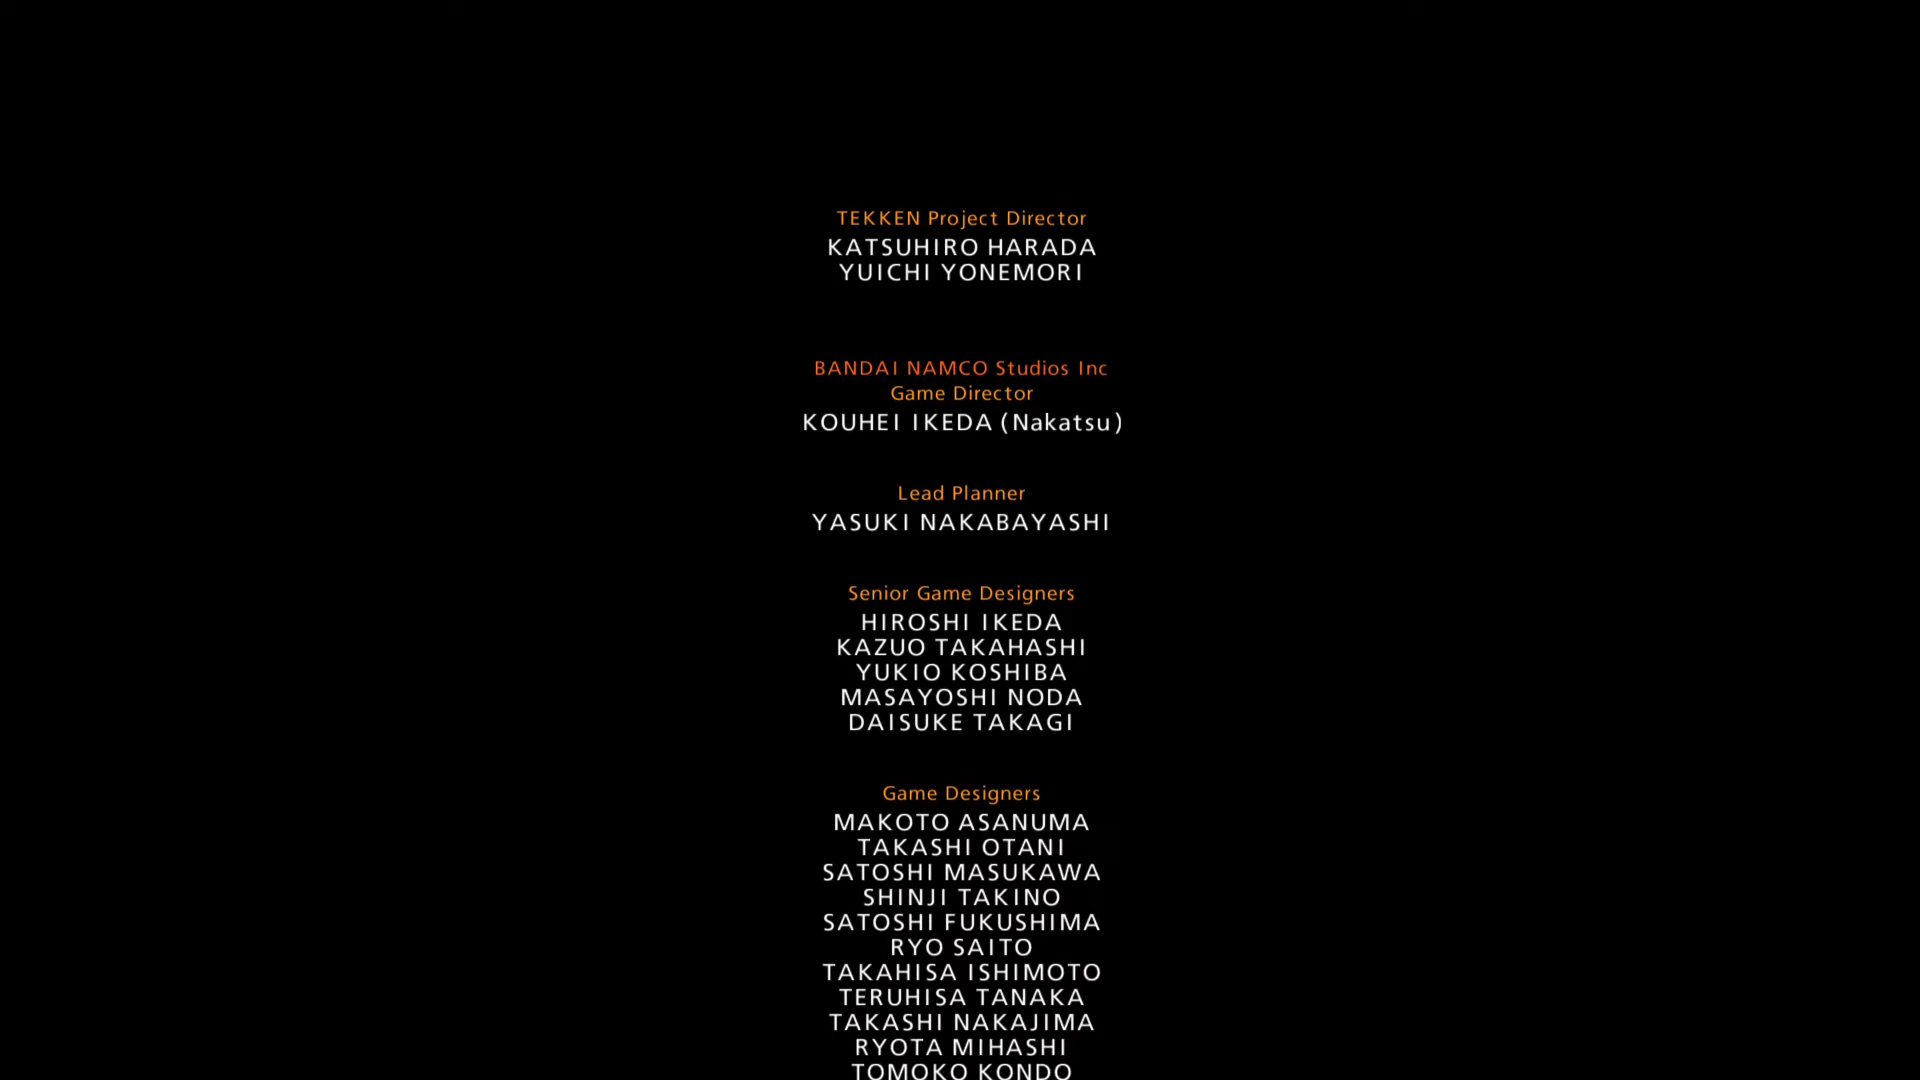 TEKKEN Project Director
KATSUHIRO HARADA
YUICHI YONEMORI
BANDAI NAMCO Studios Inc
Game Director
KOUHEI IKEDA (Nakatsu)
Lead Planner
YASUKI NAKABAYASHI
Senior Game Designers
HIROSHI IKEDA
KAZUO TAKAHASHI
YUKIO KOSHIBA
MASAYOSHI NODA
DAISUKE TAKAGI
Game Designers
MAKOTO ASANUMA
TAKASHI OTANI
SATOSHI MASUKAWA
SHINJI TAKINO
SATOSHI FUKUSHIMA
RYO SAITO
TAKAHISA ISHIMOTO
TERUHISA TANAKA
TAKASHI NAKAJIMA
RYOTA MIHASHI
TOMOKO KONDO